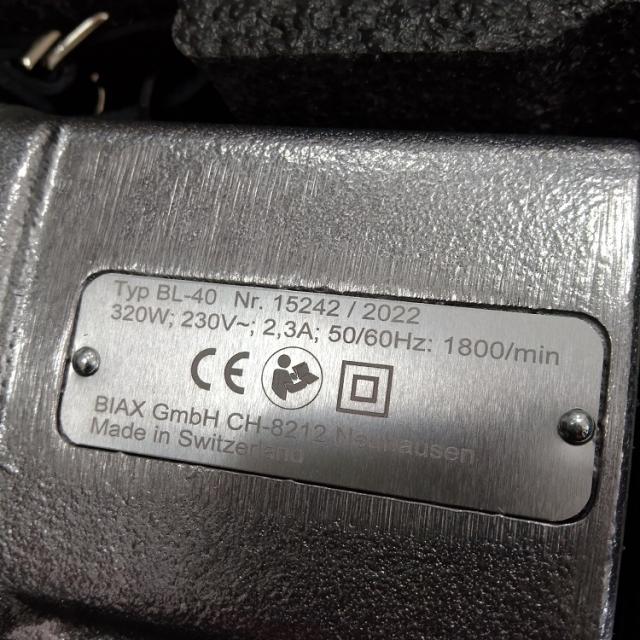 Typ BL-40 Nr. 15242 / 2022
320W; 230V~; 2,3A; 50/60Hz: 1800/min
CE
BIAX GmbH CH-8212 Neuhausen
Made in Switzerland